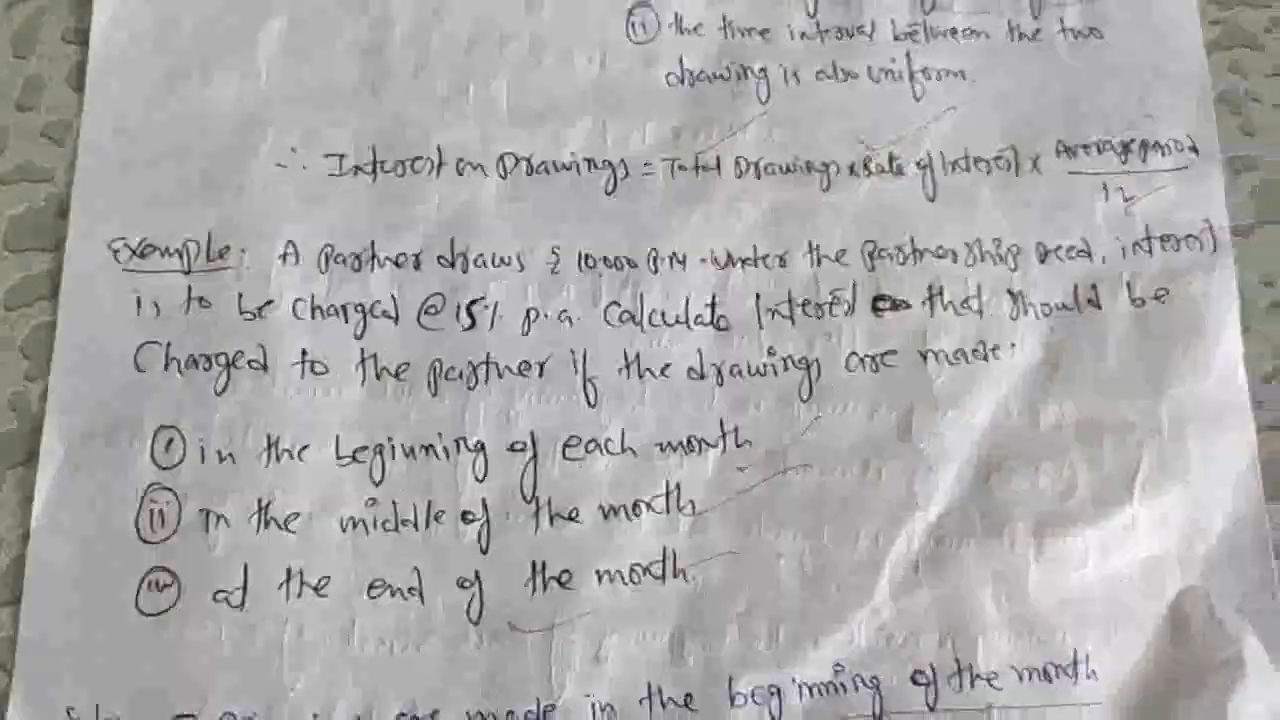 (ii) the time interval between the two
drawing is also uniform.
∴ Interest on Drawings = Total Drawings x Rate of Interest x Average period / 12
Example: A Partner draws ₹ 10000 P.M. Under the Partnership Deed, interest
is to be Charged @ 15% p.a. Calculate Interest that should be
Charged to the partner if the drawings are made:
(i) in the beginning of each month
(ii) in the middle of the month
(iii) at the end of the month
made in the beginning of the month